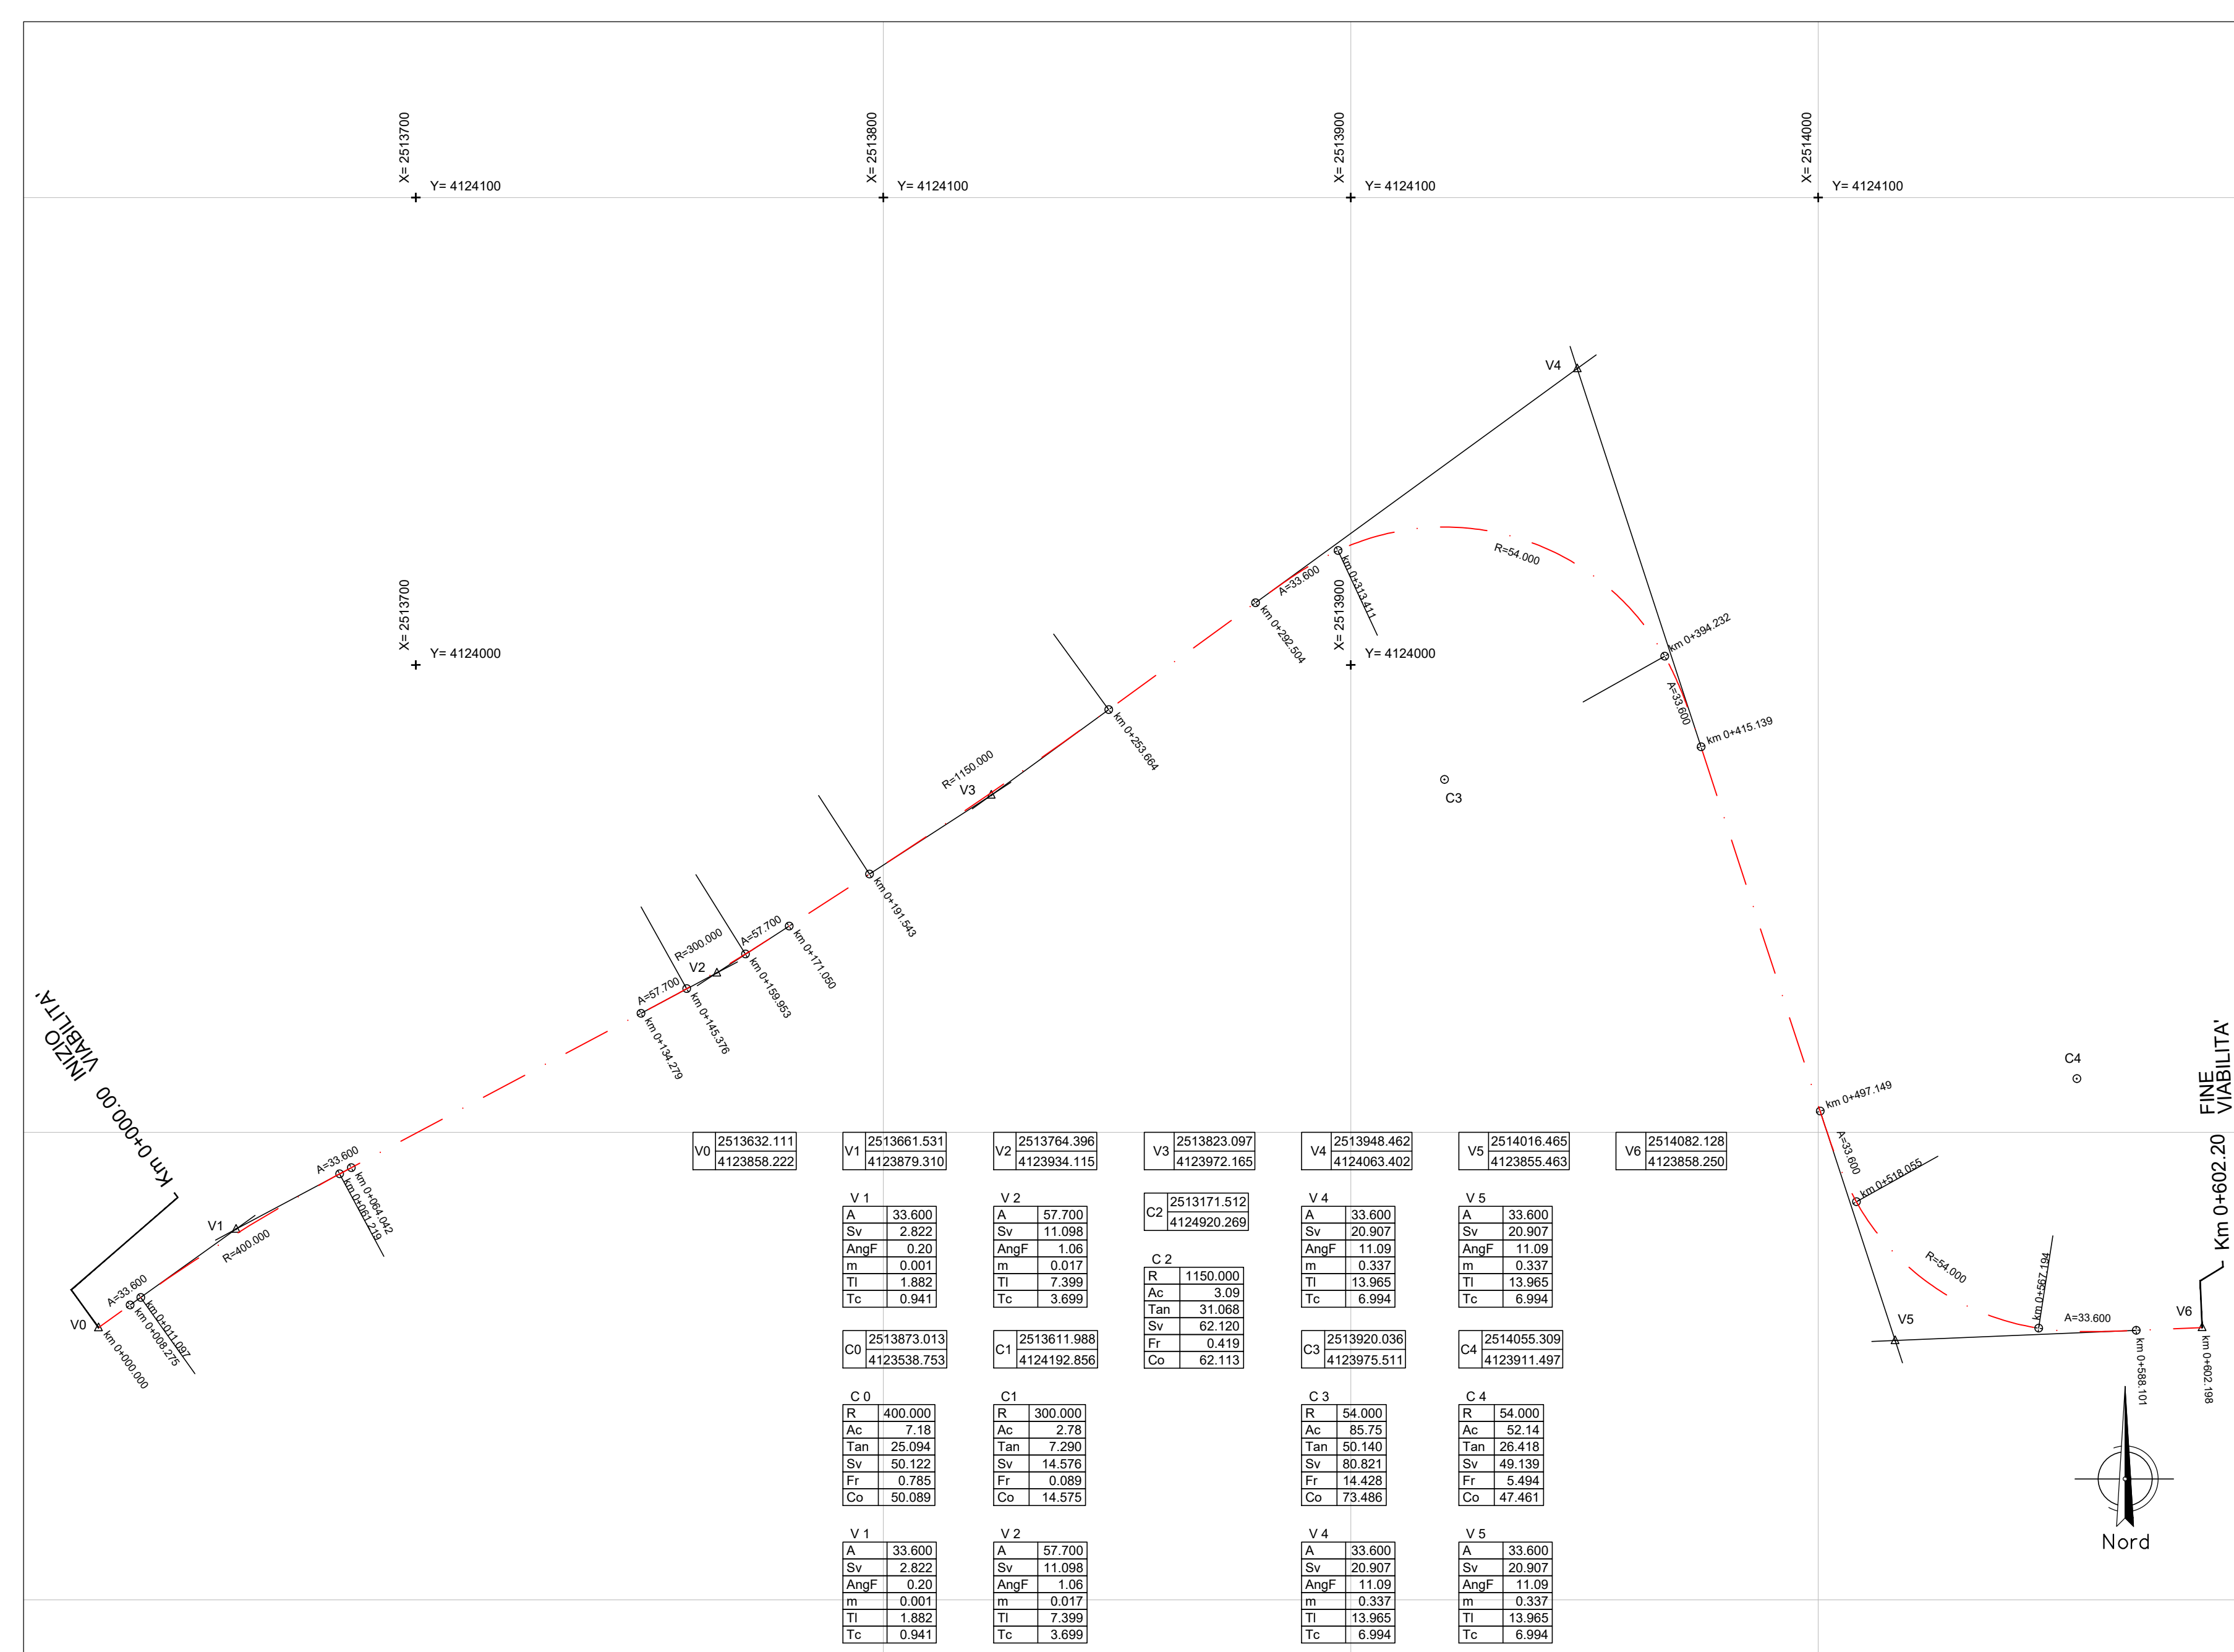 X= 2513700
Y= 4124100
X= 2513800
Y= 4124100
X= 2513900
Y= 4124100
X= 2514000
Y= 4124100
X= 2513700
Y= 4124000
X= 2513900
Y= 4124000
V4
R=54.000
A=33.600
km 0+313.411
km 0+292.504
km 0+394.232
A=33.600
km 0+415.139
C3
km 0+253.664
R=1150.000
V3
km 0+191.543
A=57.700
R=300.000
V2
km 0+171.050
km 0+159.953
A=57.700
km 0+145.376
km 0+134.279
INIZIO
VIABILITA'
Km 0+000.00
A=33.600
km 0+064.042
km 0+061.219
V1
R=400.000
A=33.600
km 0+011.097
km 0+008.275
V0
km 0+000.000
km 0+497.149
A=33.600
km 0+518.055
C4
R=54.000
km 0+567.194
V5
A=33.600
km 0+588.101
V6
km 0+602.198
FINE
VIABILITA'
Km 0+602.20
Nord
V0 2513632.111
4123858.222
V1 2513661.531
4123879.310
V2 2513764.396
4123934.115
V3 2513823.097
4123972.165
V4 2513948.462
4124063.402
V5 2514016.465
4123855.463
V6 2514082.128
4123858.250
V 1
A 33.600
Sv 2.822
AngF 0.20
m 0.001
Tl 1.882
Tc 0.941
C0 2513873.013
4123538.753
C 0
R 400.000
Ac 7.18
Tan 25.094
Sv 50.122
Fr 0.785
Co 50.089
V 1
A 33.600
Sv 2.822
AngF 0.20
m 0.001
Tl 1.882
Tc 0.941
V 2
A 57.700
Sv 11.098
AngF 1.06
m 0.017
Tl 7.399
Tc 3.699
C1 2513611.988
4124192.856
C1
R 300.000
Ac 2.78
Tan 7.290
Sv 14.576
Fr 0.089
Co 14.575
V 2
A 57.700
Sv 11.098
AngF 1.06
m 0.017
Tl 7.399
Tc 3.699
C2 2513171.512
4124920.269
C 2
R 1150.000
Ac 3.09
Tan 31.068
Sv 62.120
Fr 0.419
Co 62.113
V 4
A 33.600
Sv 20.907
AngF 11.09
m 0.337
Tl 13.965
Tc 6.994
C3 2513920.036
4123975.511
C 3
R 54.000
Ac 85.75
Tan 50.140
Sv 80.821
Fr 14.428
Co 73.486
V 4
A 33.600
Sv 20.907
AngF 11.09
m 0.337
Tl 13.965
Tc 6.994
V 5
A 33.600
Sv 20.907
AngF 11.09
m 0.337
Tl 13.965
Tc 6.994
C4 2514055.309
4123911.497
C 4
R 54.000
Ac 52.14
Tan 26.418
Sv 49.139
Fr 5.494
Co 47.461
V 5
A 33.600
Sv 20.907
AngF 11.09
m 0.337
Tl 13.965
Tc 6.994